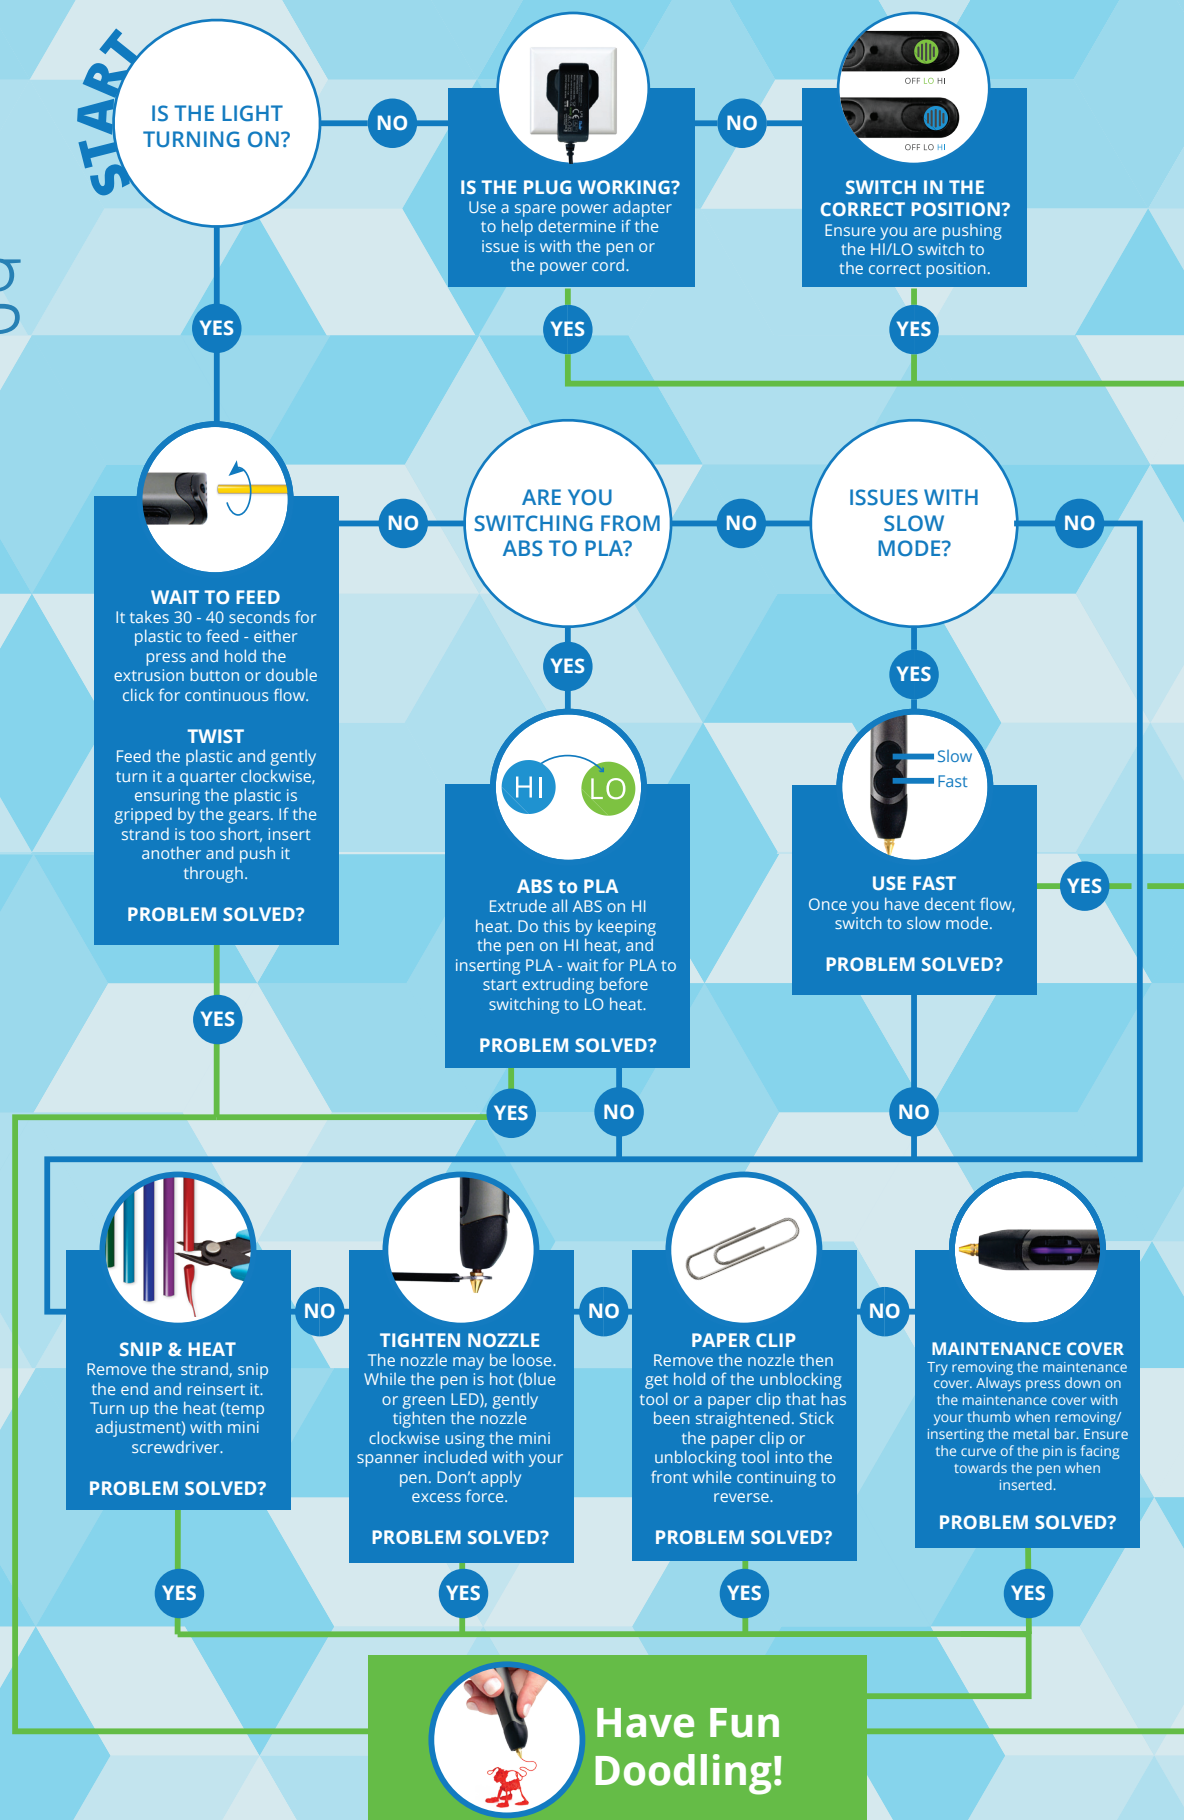 START
IS THE LIGHT
TURNING ON?
NO
IS THE PLUG WORKING?
Use a spare power adapter
to help determine if the
issue is with the pen or
the power cord.
NO
OFF LO HI
OFF LO HI
SWITCH IN THE
CORRECT POSITION?
Ensure you are pushing
the HI/LO switch to
the correct position.
YES
YES
YES
WAIT TO FEED
It takes 30 - 40 seconds for
plastic to feed - either
press and hold the
extrusion button or double
click for continuous flow.
TWIST
Feed the plastic and gently
turn it a quarter clockwise,
ensuring the plastic is
gripped by the gears. If the
strand is too short, insert
another and push it
through.
PROBLEM SOLVED?
NO
ARE YOU
SWITCHING FROM
ABS TO PLA?
NO
ISSUES WITH
SLOW
MODE?
NO
YES
YES
HI
LO
ABS to PLA
Extrude all ABS on HI
heat. Do this by keeping
the pen on HI heat, and
inserting PLA - wait for PLA to
start extruding before
switching to LO heat.
PROBLEM SOLVED?
Slow
Fast
USE FAST
Once you have decent flow,
switch to slow mode.
PROBLEM SOLVED?
YES
YES
YES
NO
NO
SNIP & HEAT
Remove the strand, snip
the end and reinsert it.
Turn up the heat (temp
adjustment) with mini
screwdriver.
PROBLEM SOLVED?
NO
TIGHTEN NOZZLE
The nozzle may be loose.
While the pen is hot (blue
or green LED), gently
tighten the nozzle
clockwise using the mini
spanner included with your
pen. Don't apply
excess force.
PROBLEM SOLVED?
NO
PAPER CLIP
Remove the nozzle then
get hold of the unblocking
tool or a paper clip that has
been straightened. Stick
the paper clip or
unblocking tool into the
front while continuing to
reverse.
PROBLEM SOLVED?
NO
MAINTENANCE COVER
Try removing the maintenance
cover. Always press down on
the maintenance cover with
your thumb when removing/
inserting the metal bar. Ensure
the curve of the pin is facing
towards the pen when
inserted.
PROBLEM SOLVED?
YES
YES
YES
YES
Have Fun
Doodling!